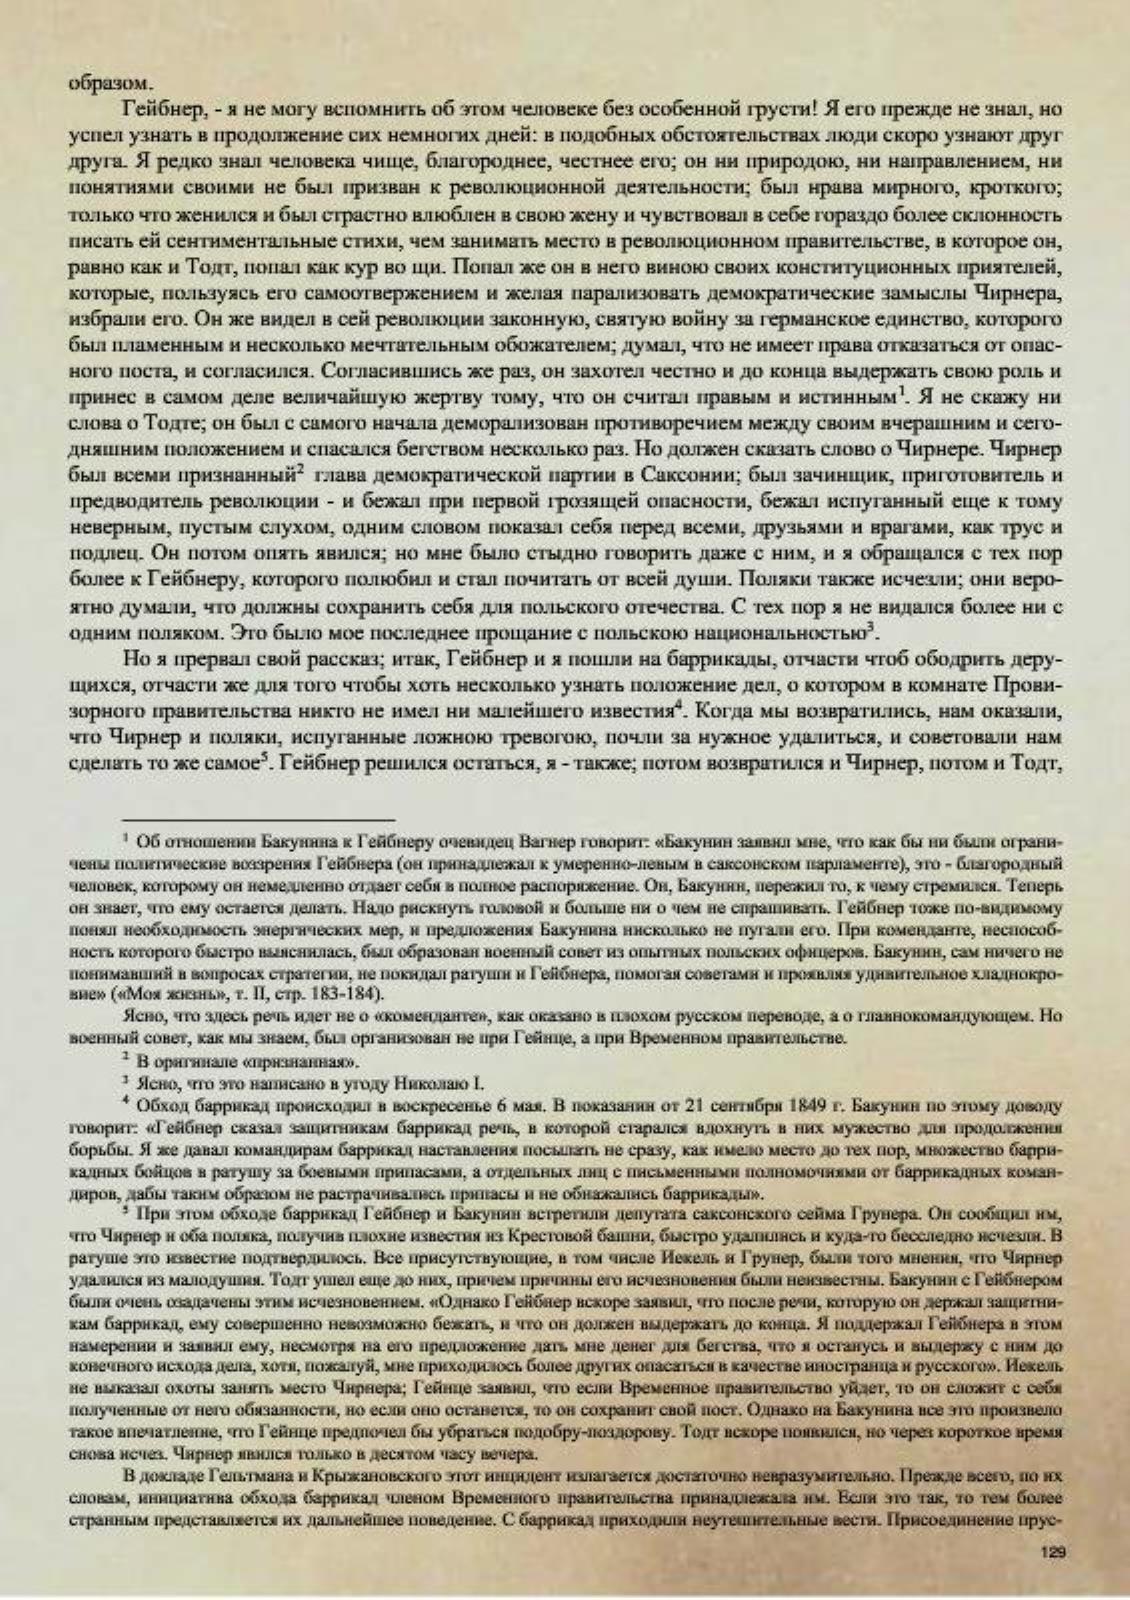 образом.
Гейбнер, - я не могу вспомнить об этом человеке без особенной грусти! Я его прежде не знал, но
успел узнать в продолжение сих немногих дней: в подобных обстоятельствах люди скоро узнают друг
друга. Я редко знал человека чище, благороднее, честнее его; он ни природою, ни направлением, ни
понятиями своими не был призван к революционной деятельности; был нрава мирного, кроткого;
только что женился и был страстно влюблен в свою жену и чувствовал в себе гораздо более склонность
писать ей сентиментальные стихи, чем занимать место в революционном правительстве, в которое он,
равно как и Тодт, попал как кур во щи. Попал же он в него виною своих конституционных приятелей,
которые, пользуясь его самоотвержением и желая парализовать демократические замыслы Чирнера,
избрали его. Он же видел в сей революции законную, святую войну за германское единство, которого
был пламенным и несколько мечтательным обожателем; думал, что не имеет права отказаться от опас-
ного поста, и согласился. Согласившись же раз, он захотел честно и до конца выдержать свою роль и
принес в самом деле величайшую жертву тому, что он считал правым и истинным¹. Я не скажу ни
слова о Тодте; он был с самого начала деморализован противоречием между своим вчерашним и сего-
дняшним положением и спасался бегством несколько раз. Но должен сказать слово о Чирнере. Чирнер
был всеми признанный² глава демократической партии в Саксонии; был зачинщик, приготовитель и
предводитель революции - и бежал при первой грозящей опасности, бежал испуганный еще к тому
неверным, пустым слухом, одним словом показал себя перед всеми, друзьями и врагами, как трус и
подлец. Он потом опять явился; но мне было стыдно говорить даже с ним, и я обращался с тех пор
более к Гейбнеру, которого полюбил и стал почитать от всей души. Поляки также исчезли; они веро-
ятно думали, что должны сохранить себя для польского отечества. С тех пор я не видался более ни с
одним поляком. Это было мое последнее прощание с польскою национальностью³.
Но я прервал свой рассказ; итак, Гейбнер и я пошли на баррикады, отчасти чтоб ободрить деру-
щихся, отчасти же для того чтобы хоть несколько узнать положение дел, о котором в комнате Прови-
зорного правительства никто не имел ни малейшего известия⁴. Когда мы возвратились, нам оказали,
что Чирнер и поляки, испуганные ложною тревогою, почли за нужное удалиться, и советовали нам
сделать то же самое⁵. Гейбнер решился остаться, я - также; потом возвратился и Чирнер, потом и Тодт,
¹ Об отношении Бакунина к Гейбнеру очевидец Вагнер говорит: «Бакунин заявил мне, что как бы ни были ограни-
чены политические воззрения Гейбнера (он принадлежал к умеренно-левым в саксонском парламенте), это - благородный
человек, которому он немедленно отдает себя в полное распоряжение. Он, Бакунин, пережил то, к чему стремился. Теперь
он знает, что ему остается делать. Надо рискнуть головой и больше ни о чем не спрашивать. Гейбнер тоже по-видимому
понял необходимость энергических мер, и предложения Бакунина нисколько не пугали его. При коменданте, неспособ-
ность которого быстро выяснилась, был образован военный совет из опытных польских офицеров. Бакунин, сам ничего не
понимавший в вопросах стратегии, не покидал ратуши и Гейбнера, помогая советами и проявляя удивительное хладнокро-
вие» («Моя жизнь», т. II, стр. 183-184).
Ясно, что здесь речь идет не о «коменданте», как оказано в плохом русском переводе, а о главнокомандующем. Но
военный совет, как мы знаем, был организован не при Гейнце, а при Временном правительстве.
² В оригинале «признанная».
³ Ясно, что это написано в угоду Николаю I.
⁴ Обход баррикад происходил в воскресенье 6 мая. В показании от 21 сентября 1849 г. Бакунин по этому доводу
говорит: «Гейбнер сказал защитникам баррикад речь, в которой старался вдохнуть в них мужество для продолжения
борьбы. Я же давал командирам баррикад наставления посылать не сразу, как имело место до тех пор, множество барри-
кадных бойцов в ратушу за боевыми припасами, а отдельных лиц с письменными полномочиями от баррикадных коман-
диров, дабы таким образом не растрачивались припасы и не обнажались баррикады».
⁵ При этом обходе баррикад Гейбнер и Бакунин встретили депутата саксонского сейма Грунера. Он сообщил им,
что Чирнер и оба поляка, получив плохие известия из Крестовой башни, быстро удалились и куда-то бесследно исчезли. В
ратуше это известие подтвердилось. Все присутствующие, в том числе Иекель и Грунер, были того мнения, что Чирнер
удалился из малодушия. Тодт ушел еще до них, причем причины его исчезновения были неизвестны. Бакунин с Гейбнером
были очень озадачены этим исчезновением. «Однако Гейбнер вскоре заявил, что после речи, которую он держал защитни-
кам баррикад, ему совершенно невозможно бежать, и что он должен выдержать до конца. Я поддержал Гейбнера в этом
намерении и заявил ему, несмотря на его предложение дать мне денег для бегства, что я останусь и выдержу с ним до
конечного исхода дела, хотя, пожалуй, мне приходилось более других опасаться в качестве иностранца и русского». Иекель
не выказал охоты занять место Чирнера; Гейнце заявил, что если Временное правительство уйдет, то он сложит с себя
полученные от него обязанности, но если оно останется, то он сохранит свой пост. Однако на Бакунина все это произвело
такое впечатление, что Гейнце предпочел бы убраться подобру-поздорову. Тодт вскоре появился, но через короткое время
снова исчез. Чирнер явился только в десятом часу вечера.
В докладе Гельтмана и Крыжановского этот инцидент излагается достаточно невразумительно. Прежде всего, по их
словам, инициатива обхода баррикад членом Временного правительства принадлежала им. Если это так, то тем более
странным представляется их дальнейшее поведение. С баррикад приходили неутешительные вести. Присоединение прус-
129